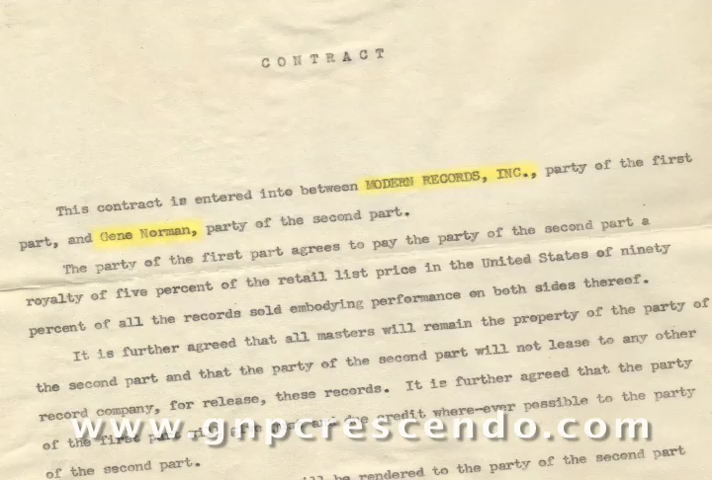 CONTRACT
This contract is entered into between MODERN RECORDS, INC., party of the first
part, and Gene Norman, party of the second part.
The party of the first part agrees to pay the party of the second part a
royalty of five percent of the retail list price in the United States of ninety
percent of all the records sold embodying performance on both sides thereof.
It is further agreed that all masters will remain the property of the party of
the second part and that the party of the second part will not lease to any other
record company, for release, these records. It is further agreed that the party
of the first part due credit where-ever possible to the party
www.gnpcrescendo.com
of the second part.
will be rendered to the party of the second part